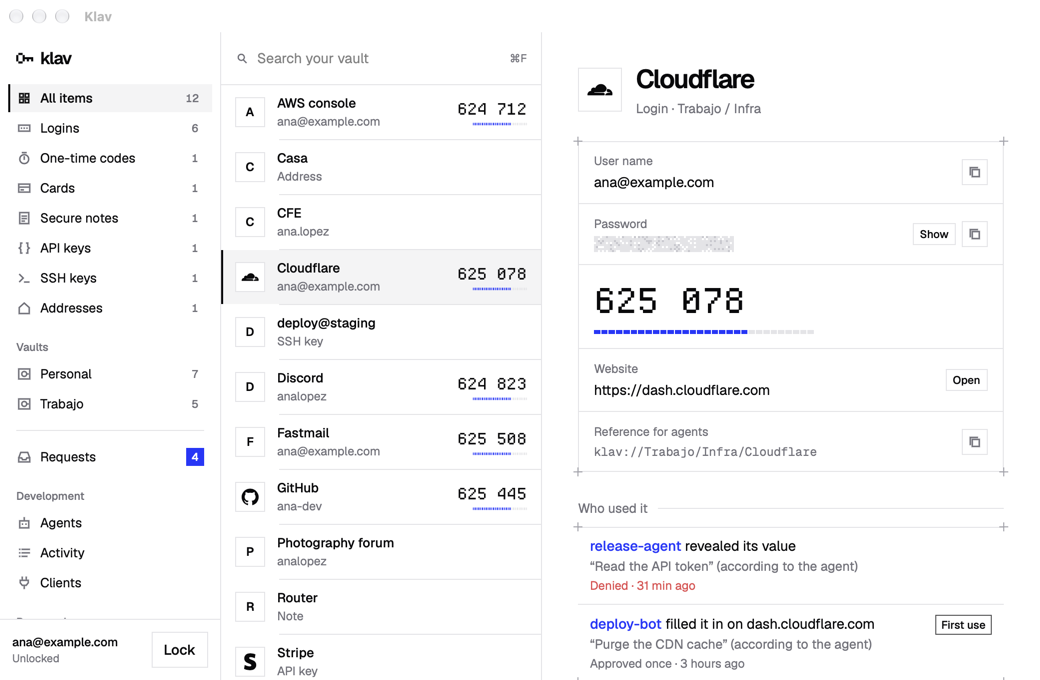 Klav
klav
All items 12
Logins 6
One-time codes 1
Cards 1
Secure notes 1
API keys 1
SSH keys 1
Addresses 1
Vaults
Personal 7
Trabajo 5
Requests 4
Development
Agents
Activity
Clients
ana@example.com
Unlocked
Lock
Search your vault ⌘F
A AWS console 624 712
ana@example.com
C Casa
Address
C CFE
ana.lopez
Cloudflare 625 078
ana@example.com
D deploy@staging
SSH key
D Discord 624 823
analopez
F Fastmail 625 508
ana@example.com
GitHub 625 445
ana-dev
P Photography forum
analopez
R Router
Note
S Stripe
API key
Cloudflare
Login · Trabajo / Infra
User name
ana@example.com
Password
Show
625 078
Website
https://dash.cloudflare.com
Open
Reference for agents
klav://Trabajo/Infra/Cloudflare
Who used it
release-agent revealed its value
“Read the API token” (according to the agent)
Denied · 31 min ago
deploy-bot filled it in on dash.cloudflare.com First use
“Purge the CDN cache” (according to the agent)
Approved once · 3 hours ago